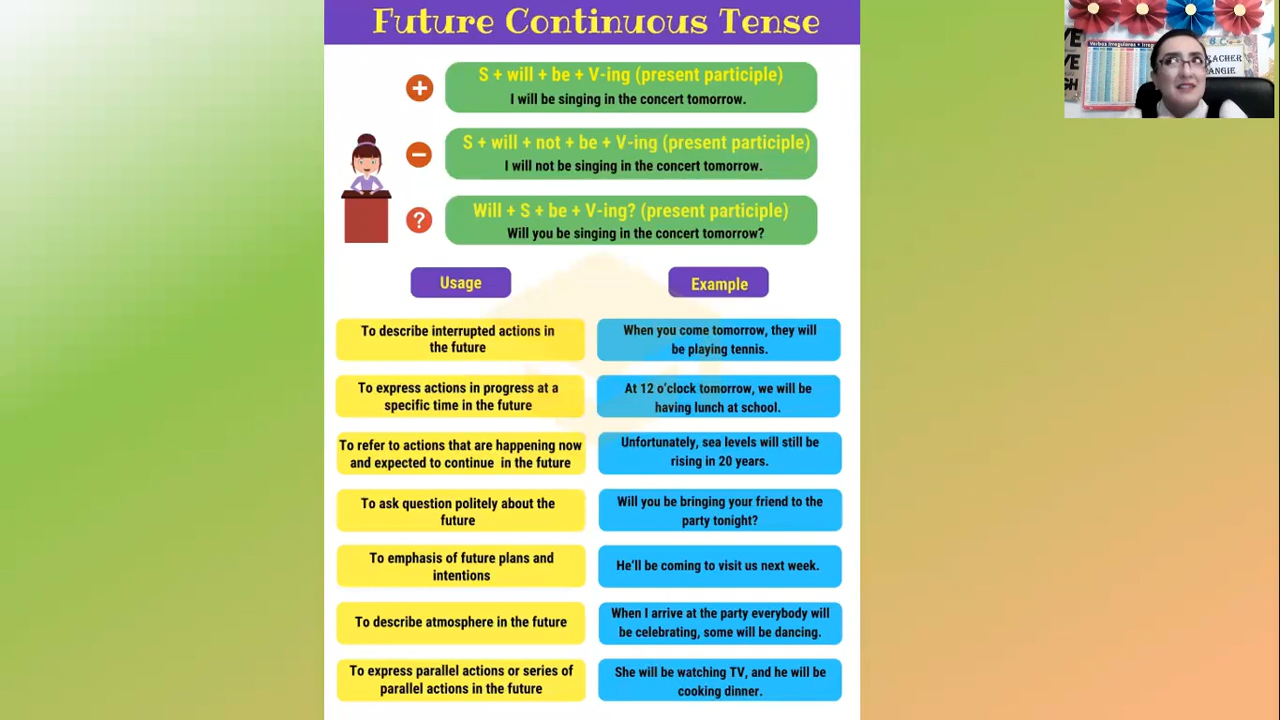 Future Continuous Tense
+
S + will + be + V-ing (present participle)
I will be singing in the concert tomorrow.
−
S + will + not + be + V-ing (present participle)
I will not be singing in the concert tomorrow.
?
Will + S + be + V-ing? (present participle)
Will you be singing in the concert tomorrow?
Usage
Example
To describe interrupted actions in
the future
When you come tomorrow, they will
be playing tennis.
To express actions in progress at a
specific time in the future
At 12 o'clock tomorrow, we will be
having lunch at school.
To refer to actions that are happening now
and expected to continue in the future
Unfortunately, sea levels will still be
rising in 20 years.
To ask question politely about the
future
Will you be bringing your friend to the
party tonight?
To emphasis of future plans and
intentions
He'll be coming to visit us next week.
To describe atmosphere in the future
When I arrive at the party everybody will
be celebrating, some will be dancing.
To express parallel actions or series of
parallel actions in the future
She will be watching TV, and he will be
cooking dinner.
Verbos Irregulares
EACHER
ANGIE